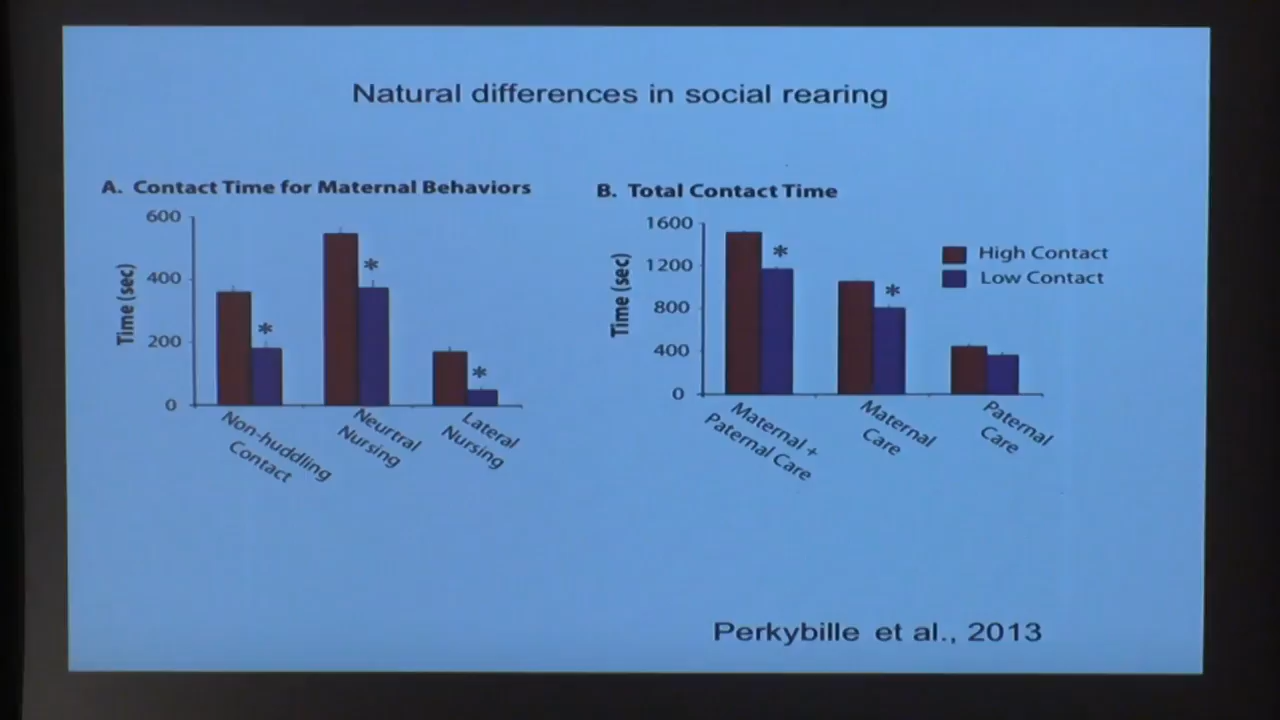 Natural differences in social rearing
A. Contact Time for Maternal Behaviors
600
400
200
0
Time (sec)
*
*
*
Non-huddling
Contact
Neurtral
Nursing
Lateral
Nursing
B. Total Contact Time
1600
1200
800
400
0
Time (sec)
*
*
High Contact
Low Contact
Maternal +
Paternal Care
Maternal
Care
Paternal
Care
Perkybille et al., 2013